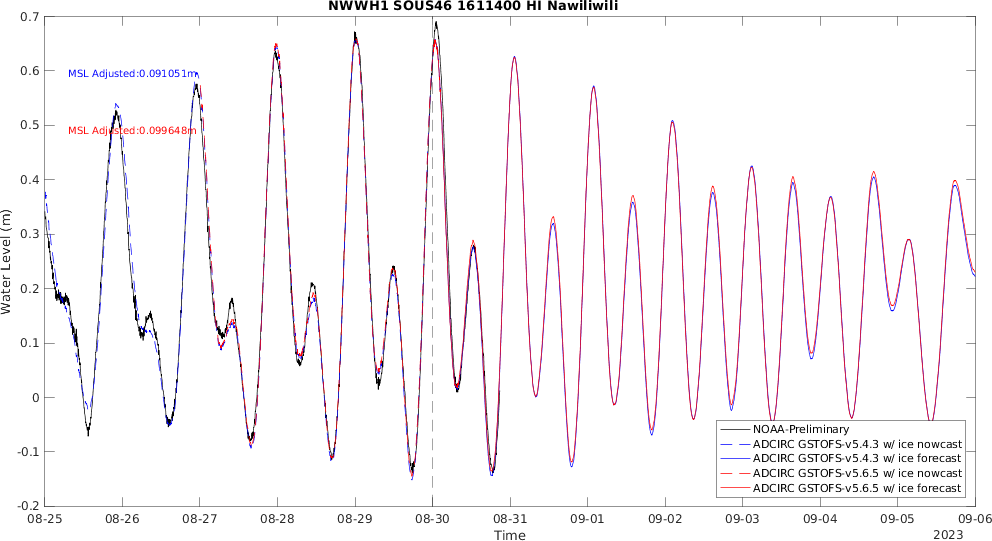 NWWH1 SOUS46 1611400 HI Nawiliwili
0.7
0.6
0.5
0.4
0.3
0.2
0.1
0
-0.1
-0.2
Water Level (m)
MSL Adjusted:0.091051m
MSL Adjusted:0.099648m
NOAA-Preliminary
ADCIRC GSTOFS-v5.4.3 w/ ice nowcast
ADCIRC GSTOFS-v5.4.3 w/ ice forecast
ADCIRC GSTOFS-v5.6.5 w/ ice nowcast
ADCIRC GSTOFS-v5.6.5 w/ ice forecast
08-25 08-26 08-27 08-28 08-29 08-30 08-31 09-01 09-02 09-03 09-04 09-05 09-06
Time
2023